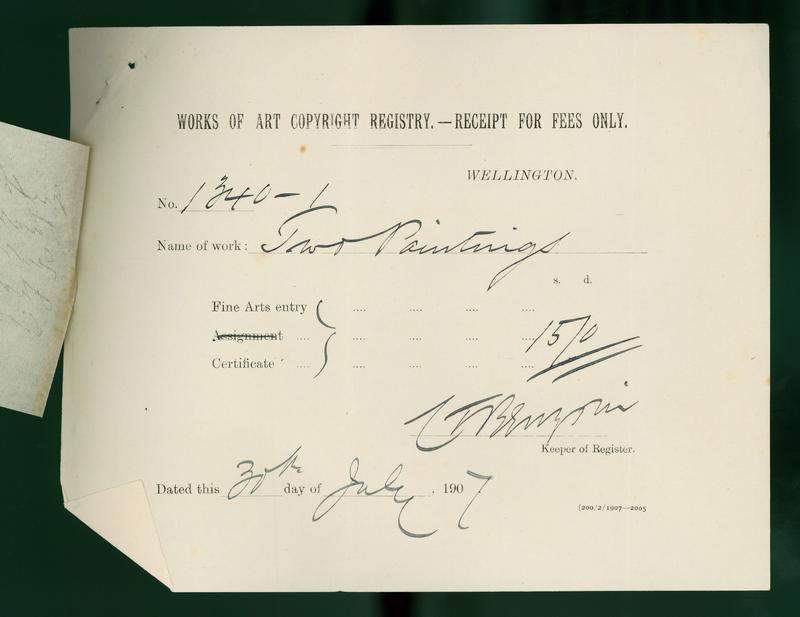 WORKS OF ART COPYRIGHT REGISTRY.—RECEIPT FOR FEES ONLY.
WELLINGTON.
No. 1340-1
Name of work: Two Paintings
s. d.
Fine Arts entry .... .... .... ....
Assignment .... .... .... .... 15/0
Certificate .... .... .... ....
Keeper of Register.
Dated this 30th day of July, 1907
[200/2/1907—2005